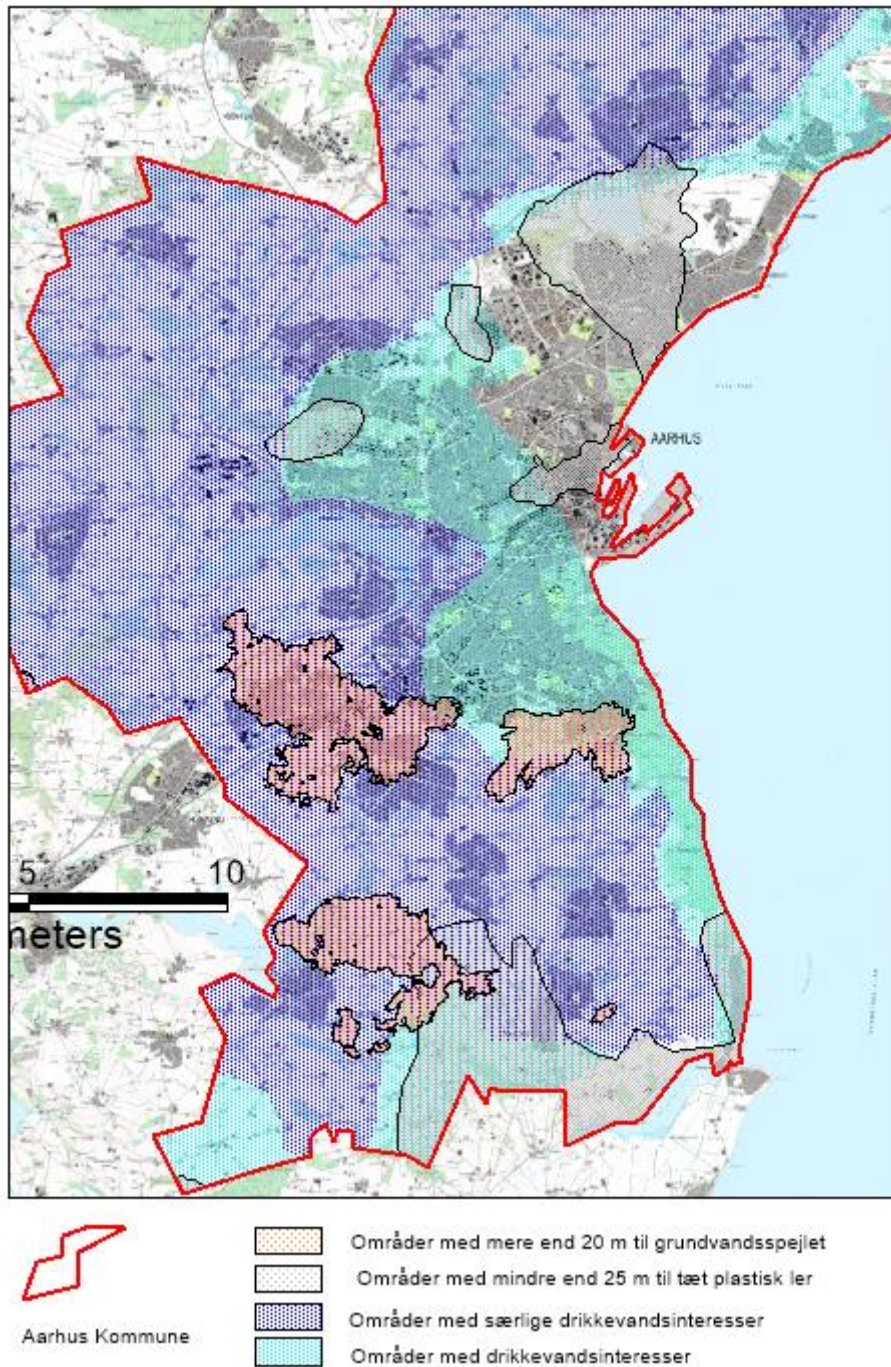 AARHUS
5 10
meters
Områder med mere end 20 m til grundvandsspejlet
Områder med mindre end 25 m til tæt plastisk ler
Områder med særlige drikkevandsinteresser
Aarhus Kommune
Områder med drikkevandsinteresser